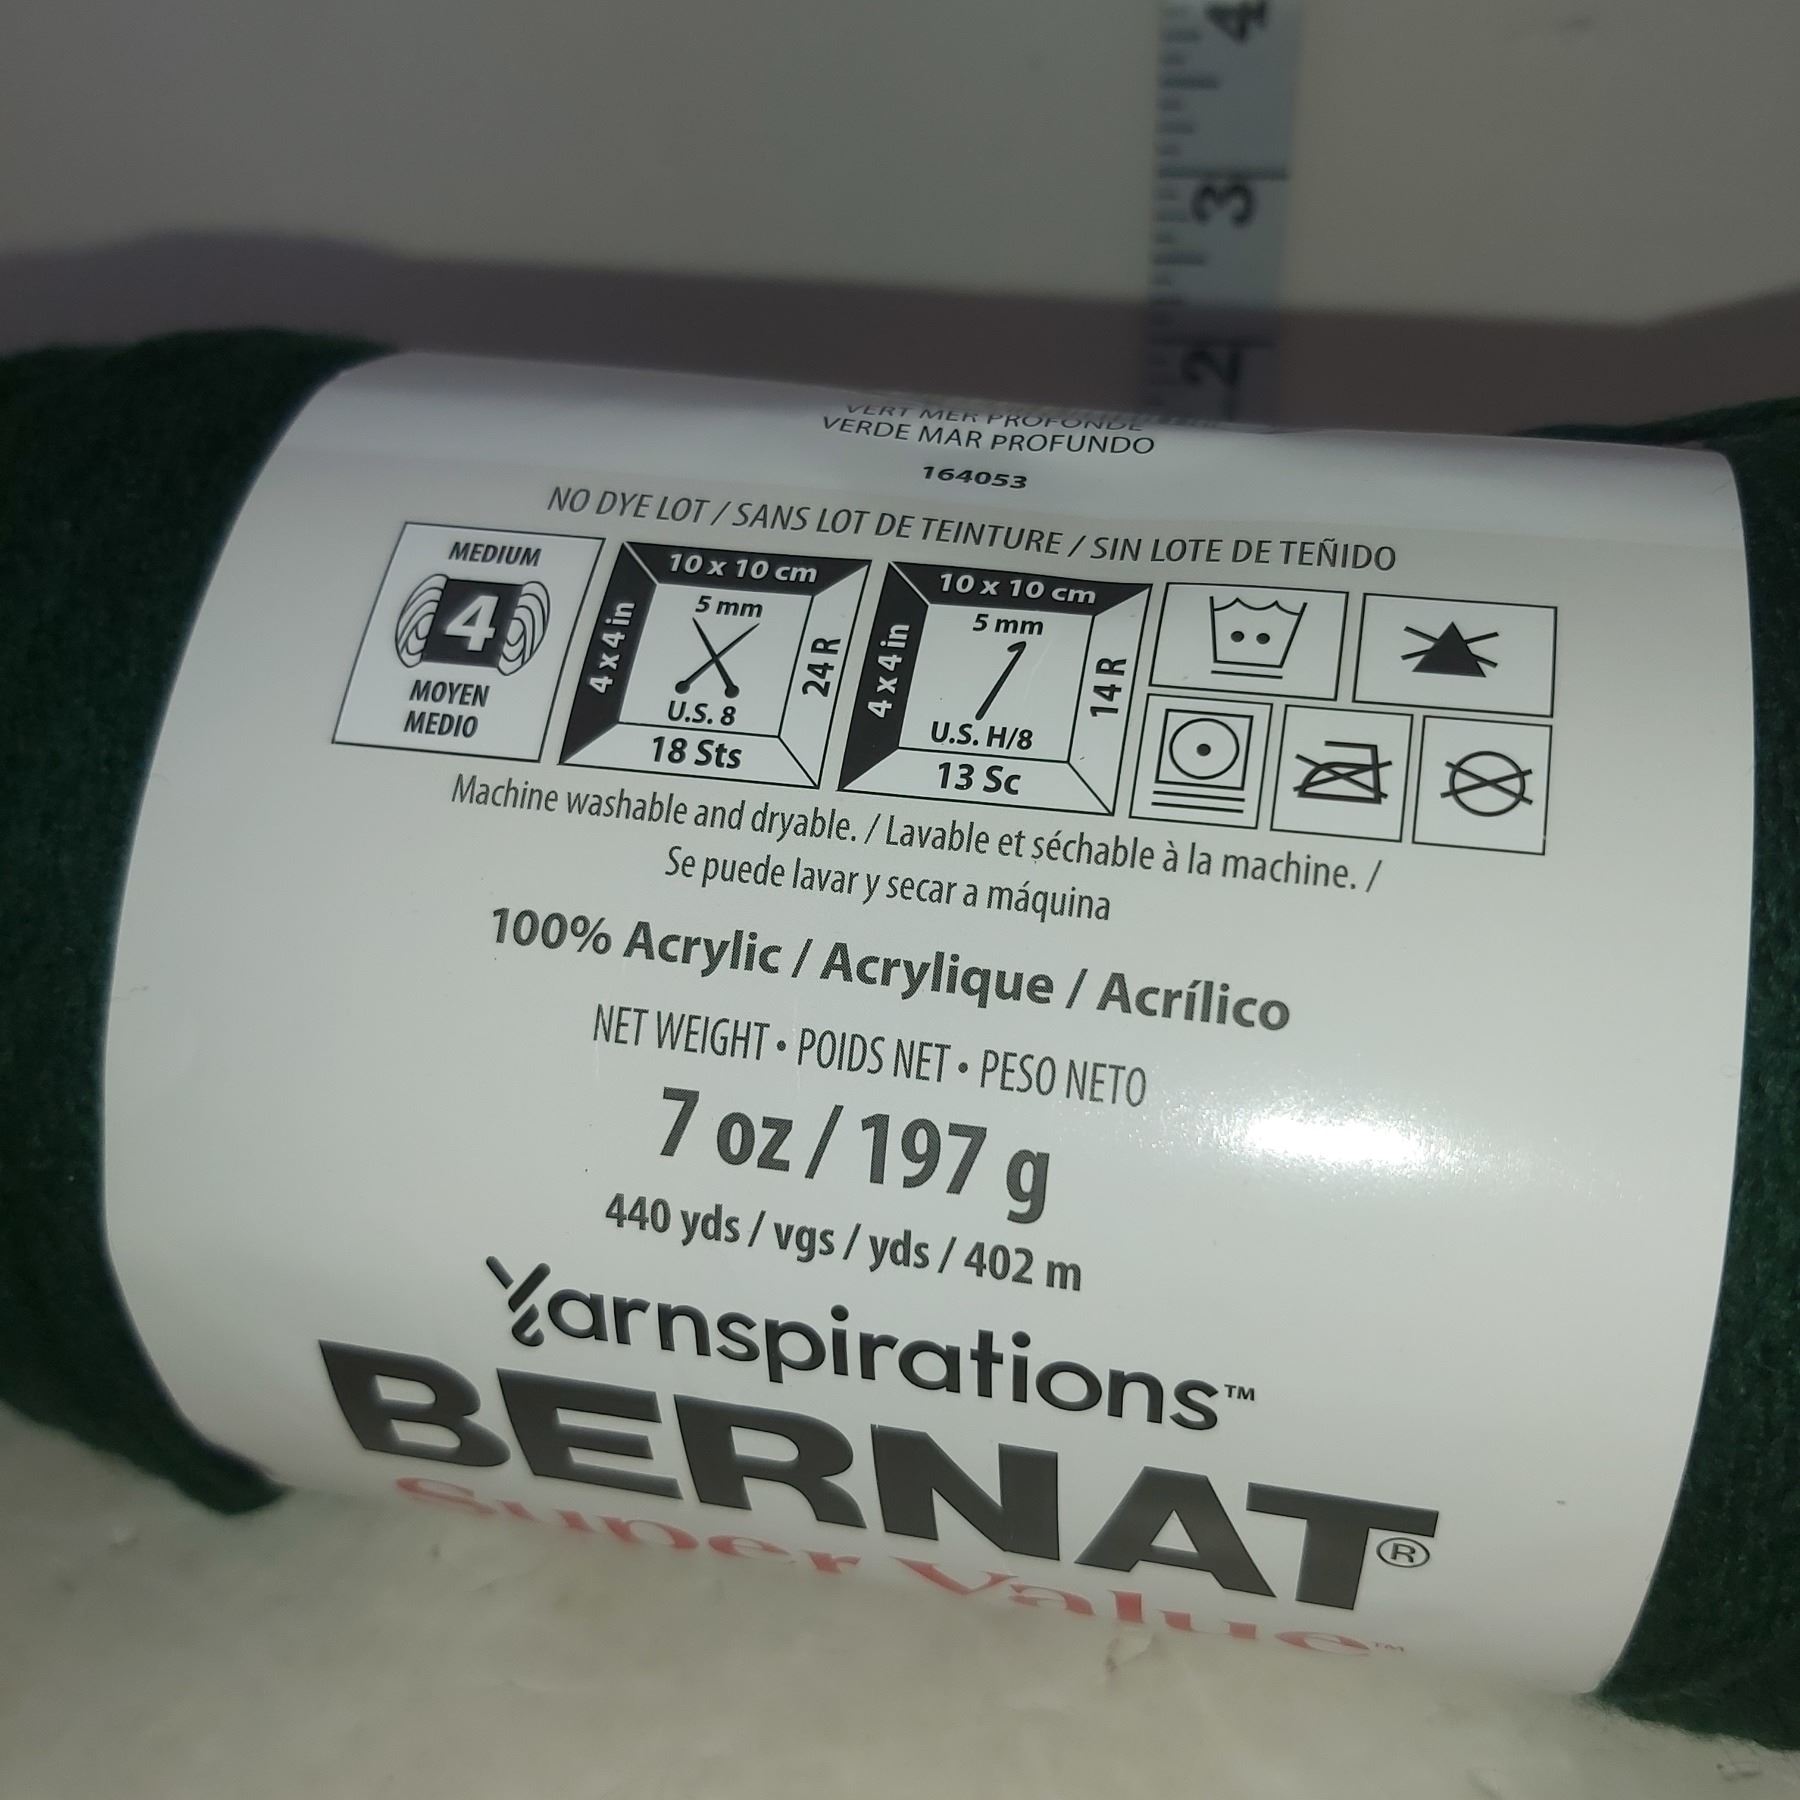 4
3
2
VERT MER PROFONDE
VERDE MAR PROFUNDO
164053
NO DYE LOT / SANS LOT DE TEINTURE / SIN LOTE DE TEÑIDO
MEDIUM
4
MOYEN
MEDIO
10 x 10 cm
4 x 4 in
5 mm
24 R
U.S. 8
18 Sts
10 x 10 cm
4 x 4 in
5 mm
14 R
U.S. H/8
13 Sc
Machine washable and dryable. / Lavable et séchable à la machine. /
Se puede lavar y secar a máquina
100% Acrylic / Acrylique / Acrílico
NET WEIGHT • POIDS NET • PESO NETO
7 oz / 197 g
440 yds / vgs / yds / 402 m
Yarnspirations™
BERNAT®
Super Value™